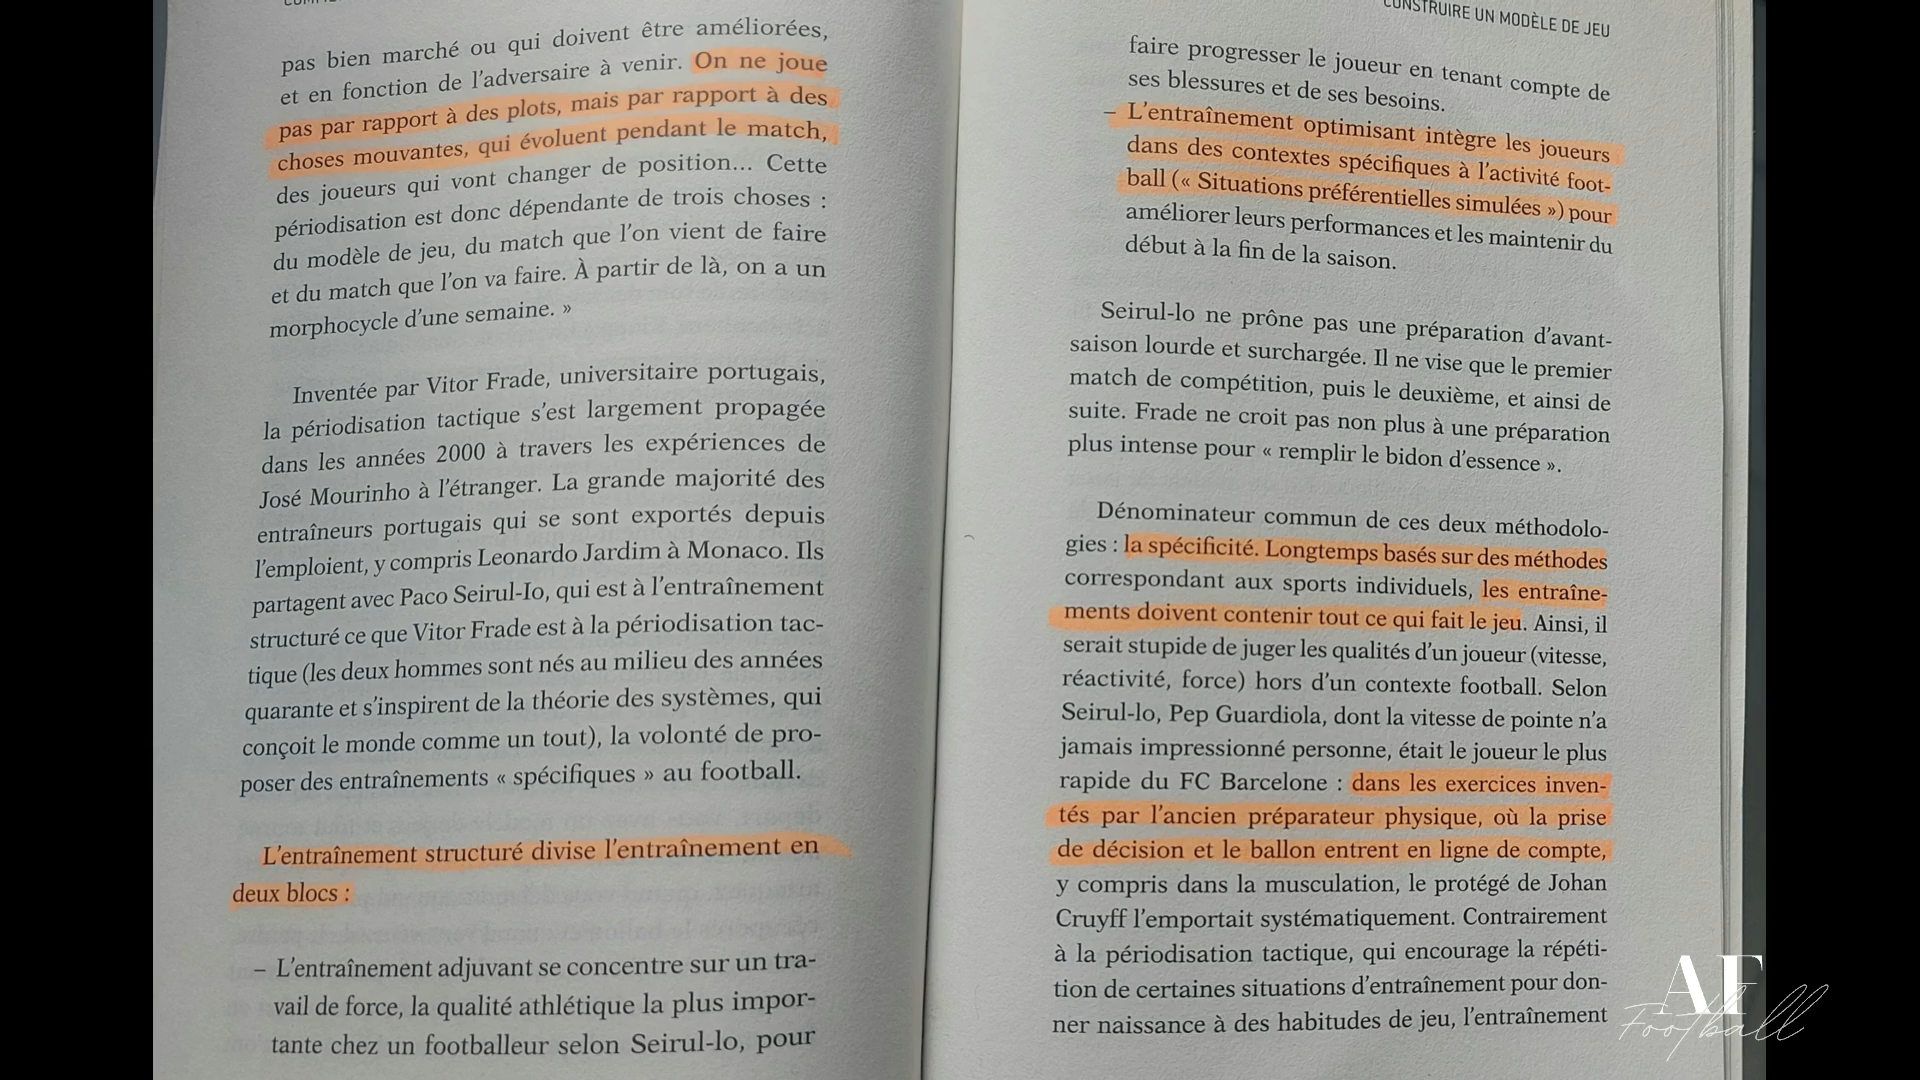 pas bien marché ou qui doivent être améliorées,
et en fonction de l'adversaire à venir. On ne joue
pas par rapport à des plots, mais par rapport à des
choses mouvantes, qui évoluent pendant le match,
des joueurs qui vont changer de position... Cette
périodisation est donc dépendante de trois choses :
du modèle de jeu, du match que l'on vient de faire
et du match que l'on va faire. À partir de là, on a un
morphocycle d'une semaine. »
Inventée par Vitor Frade, universitaire portugais,
la périodisation tactique s'est largement propagée
dans les années 2000 à travers les expériences de
José Mourinho à l'étranger. La grande majorité des
entraîneurs portugais qui se sont exportés depuis
l'emploient, y compris Leonardo Jardim à Monaco. Ils
partagent avec Paco Seirul-Io, qui est à l'entraînement
structuré ce que Vitor Frade est à la périodisation tac-
tique (les deux hommes sont nés au milieu des années
quarante et s'inspirent de la théorie des systèmes, qui
conçoit le monde comme un tout), la volonté de pro-
poser des entraînements « spécifiques » au football.
L'entraînement structuré divise l'entraînement en
deux blocs :
– L'entraînement adjuvant se concentre sur un tra-
vail de force, la qualité athlétique la plus impor-
tante chez un footballeur selon Seirul-lo, pour
CONSTRUIRE UN MODÈLE DE JEU
faire progresser le joueur en tenant compte de
ses blessures et de ses besoins.
– L'entraînement optimisant intègre les joueurs
dans des contextes spécifiques à l'activité foot-
ball (« Situations préférentielles simulées ») pour
améliorer leurs performances et les maintenir du
début à la fin de la saison.
Seirul-lo ne prône pas une préparation d'avant-
saison lourde et surchargée. Il ne vise que le premier
match de compétition, puis le deuxième, et ainsi de
suite. Frade ne croit pas non plus à une préparation
plus intense pour « remplir le bidon d'essence ».
Dénominateur commun de ces deux méthodolo-
gies : la spécificité. Longtemps basés sur des méthodes
correspondant aux sports individuels, les entraîne-
ments doivent contenir tout ce qui fait le jeu. Ainsi, il
serait stupide de juger les qualités d'un joueur (vitesse,
réactivité, force) hors d'un contexte football. Selon
Seirul-lo, Pep Guardiola, dont la vitesse de pointe n'a
jamais impressionné personne, était le joueur le plus
rapide du FC Barcelone : dans les exercices inven-
tés par l'ancien préparateur physique, où la prise
de décision et le ballon entrent en ligne de compte,
y compris dans la musculation, le protégé de Johan
Cruyff l'emportait systématiquement. Contrairement
à la périodisation tactique, qui encourage la répéti-
tion de certaines situations d'entraînement pour don-
ner naissance à des habitudes de jeu, l'entraînement
AF
Football